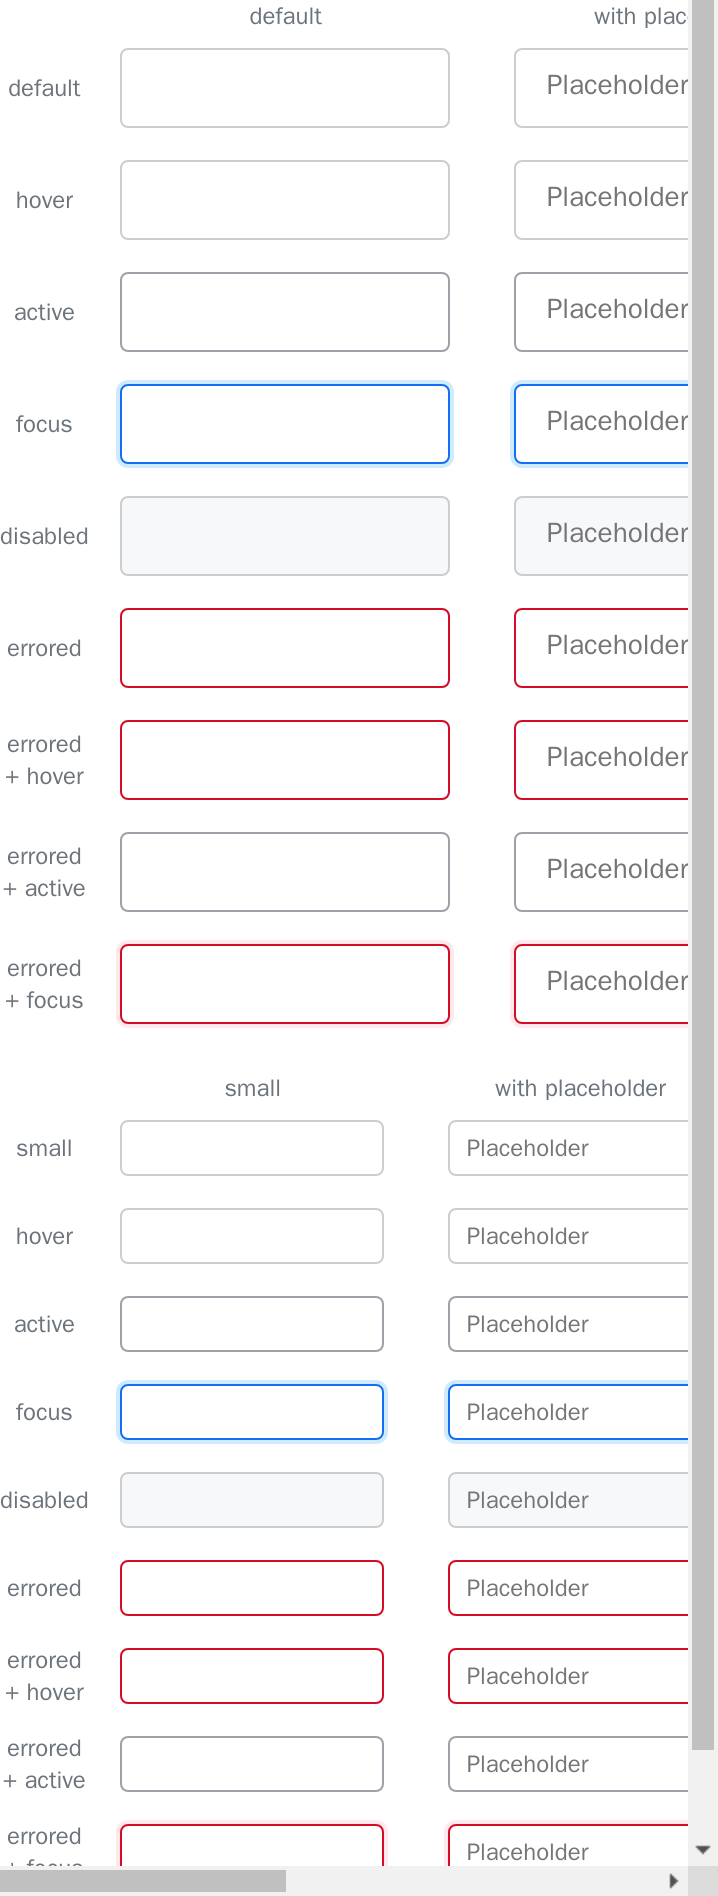 default with plac
default Placeholder
hover Placeholder
active Placeholder
focus Placeholder
disabled Placeholder
errored Placeholder
errored
+ hover Placeholder
errored
+ active Placeholder
errored
+ focus Placeholder
small with placeholder
small Placeholder
hover Placeholder
active Placeholder
focus Placeholder
disabled Placeholder
errored Placeholder
errored
+ hover Placeholder
errored
+ active Placeholder
errored
Placeholder